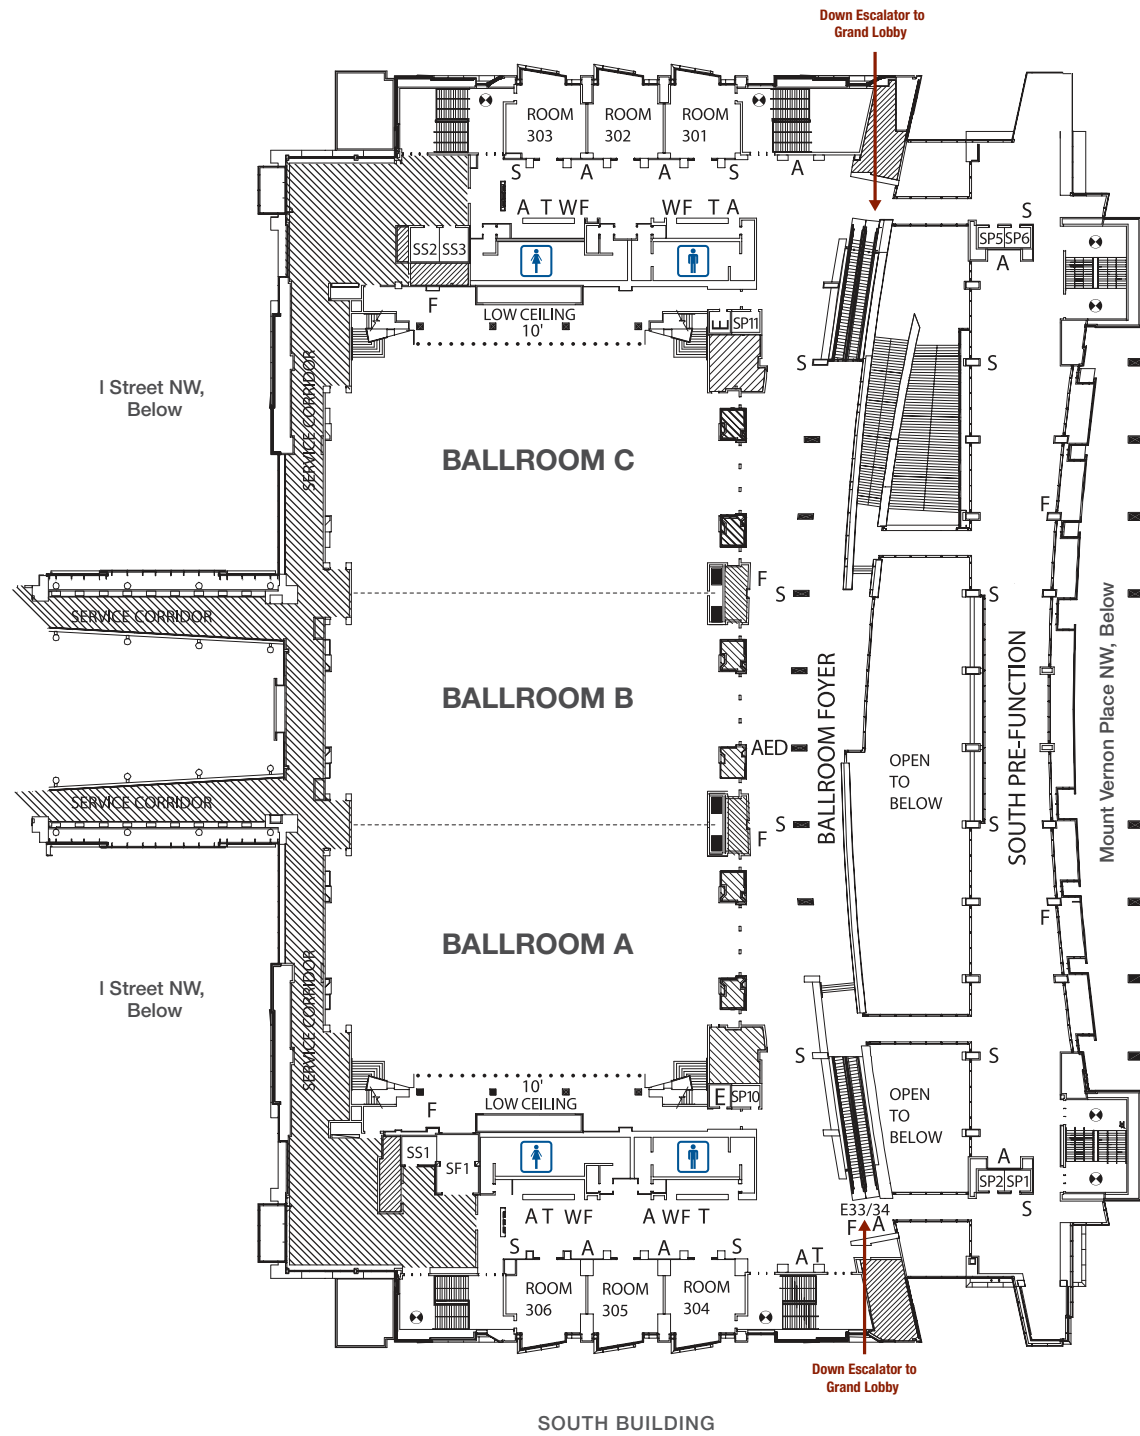 Down Escalator to
Grand Lobby
ROOM
303
ROOM
302
ROOM
301
S
A
A
S
A
A T WF
WF T A
S
SP5
SP6
A
SS2
SS3
F
LOW CEILING
10'
E
SP11
S
S
I Street NW,
Below
SERVICE CORRIDOR
BALLROOM C
F
F
S
SERVICE CORRIDOR
BALLROOM B
AED
BALLROOM FOYER
OPEN
TO
BELOW
SOUTH PRE-FUNCTION
Mount Vernon Place NW, Below
SERVICE CORRIDOR
S
F
S
BALLROOM A
F
I Street NW,
Below
SERVICE CORRIDOR
S
S
10'
LOW CEILING
F
E
SP10
OPEN
TO
BELOW
SS1
SF1
A
SP2
SP1
S
A T WF
A WF T
E33/34
F A
S
A
A
S
A T
ROOM
306
ROOM
305
ROOM
304
Down Escalator to
Grand Lobby
SOUTH BUILDING